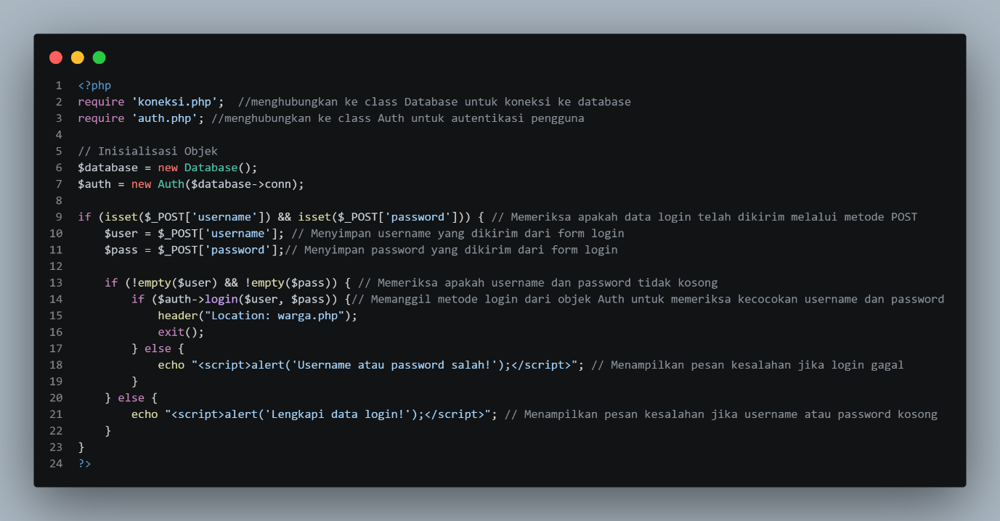 1 <?php
2 require 'koneksi.php';  //menghubungkan ke class Database untuk koneksi ke database
3 require 'auth.php'; //menghubungkan ke class Auth untuk autentikasi pengguna
4
5 // Inisialisasi Objek
6 $database = new Database();
7 $auth = new Auth($database->conn);
8
9 if (isset($_POST['username']) && isset($_POST['password'])) { // Memeriksa apakah data login telah dikirim melalui metode POST
10     $user = $_POST['username']; // Menyimpan username yang dikirim dari form login
11     $pass = $_POST['password'];// Menyimpan password yang dikirim dari form login
12
13     if (!empty($user) && !empty($pass)) { // Memeriksa apakah username dan password tidak kosong
14         if ($auth->login($user, $pass)) {// Memanggil metode login dari objek Auth untuk memeriksa kecocokan username dan password
15             header("Location: warga.php");
16             exit();
17         } else {
18             echo "<script>alert('Username atau password salah!');</script>"; // Menampilkan pesan kesalahan jika login gagal
19         }
20     } else {
21         echo "<script>alert('Lengkapi data login!');</script>"; // Menampilkan pesan kesalahan jika username atau password kosong
22     }
23 }
24 ?>